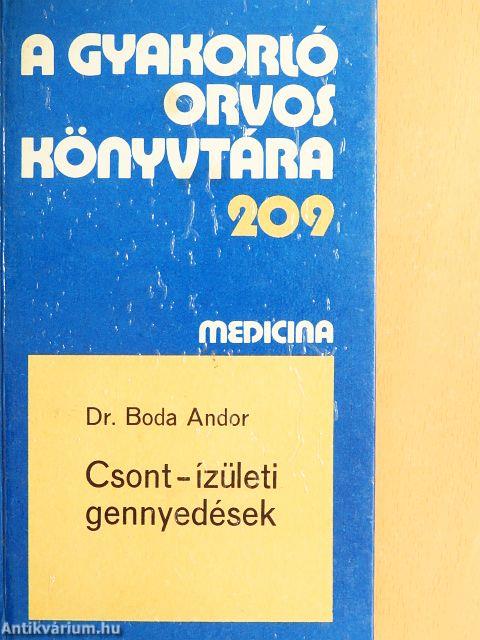 A GYAKORLÓ
ORVOS
KÖNYVTÁRA
209
MEDICINA
Dr. Boda Andor
Csont-ízületi
gennyedések
Antikvárium.hu